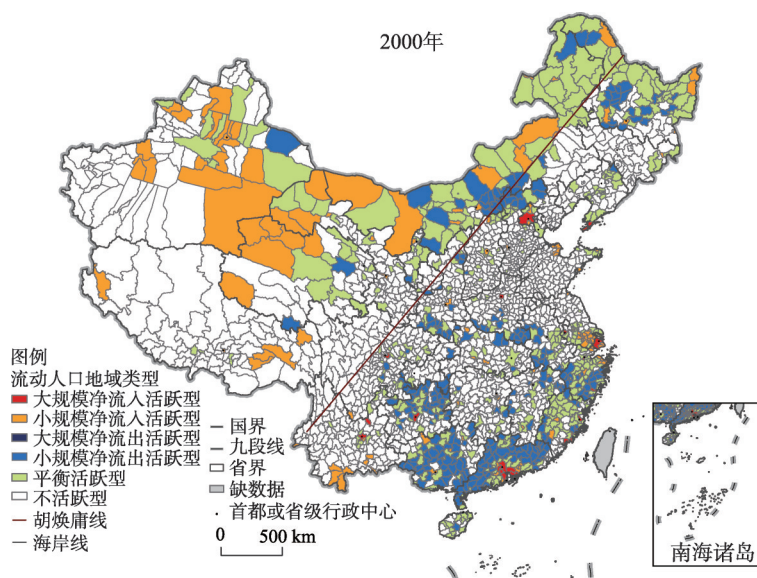 2000年
图例
流动人口地域类型
大规模净流入活跃型
小规模净流入活跃型
大规模净流出活跃型
小规模净流出活跃型
平衡活跃型
不活跃型
胡焕庸线
海岸线
国界
九段线
省界
缺数据
首都或省级行政中心
0 500 km
南海诸岛